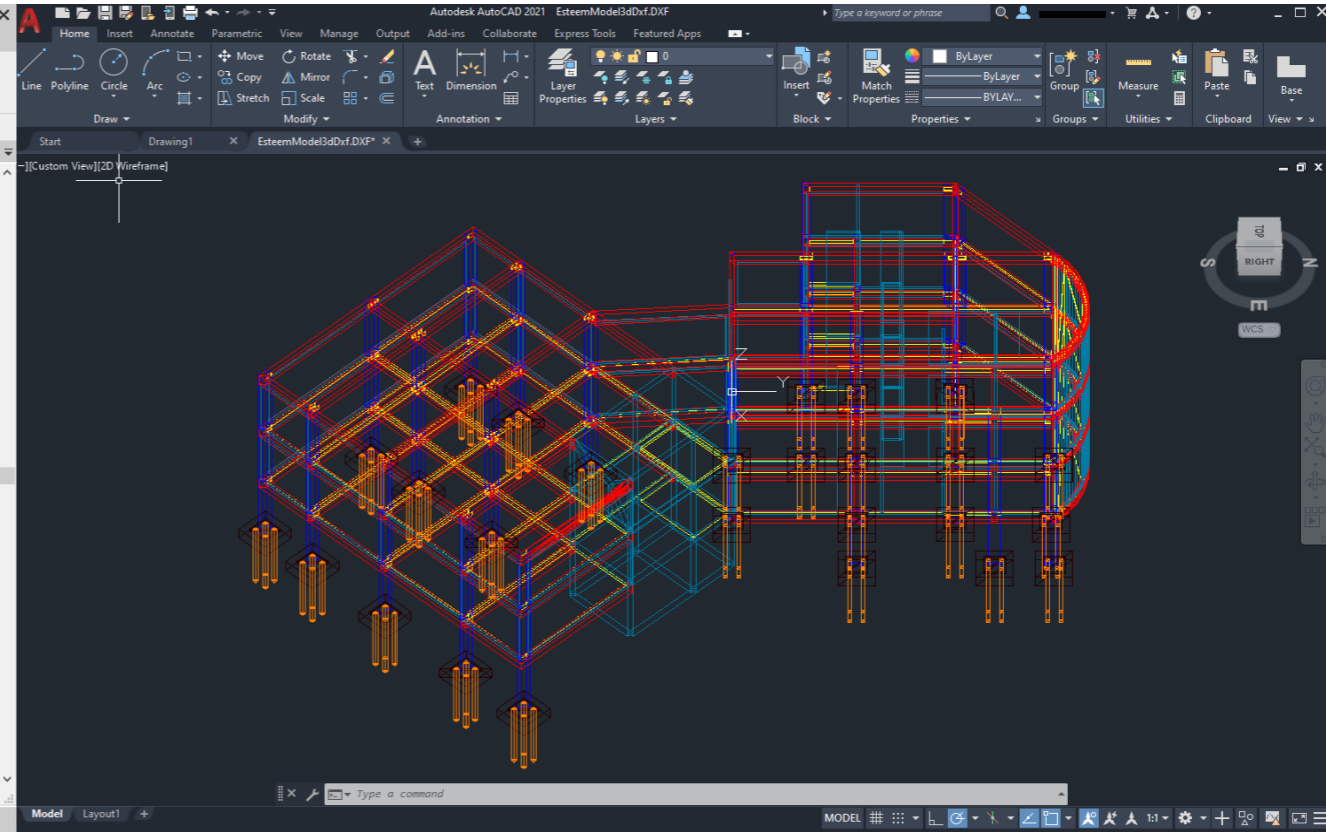 Autodesk AutoCAD 2021 EsteemModel3dDxf.DXF
Type a keyword or phrase
Home Insert Annotate Parametric View Manage Output Add-ins Collaborate Express Tools Featured Apps
Line Polyline Circle Arc
Move Rotate
Copy Mirror
Stretch Scale
Text Dimension
Layer Properties
0
Insert
Match Properties
ByLayer
ByLayer
BYLAY...
Group
Measure
Paste
Base
Draw Modify Annotation Layers Block Properties Groups Utilities Clipboard View
Start Drawing1 EsteemModel3dDxf.DXF*
–][Custom View][2D Wireframe]
TOP
S RIGHT N
E
WCS
Z
Y
X
Type a command
Model Layout1
MODEL 1:1